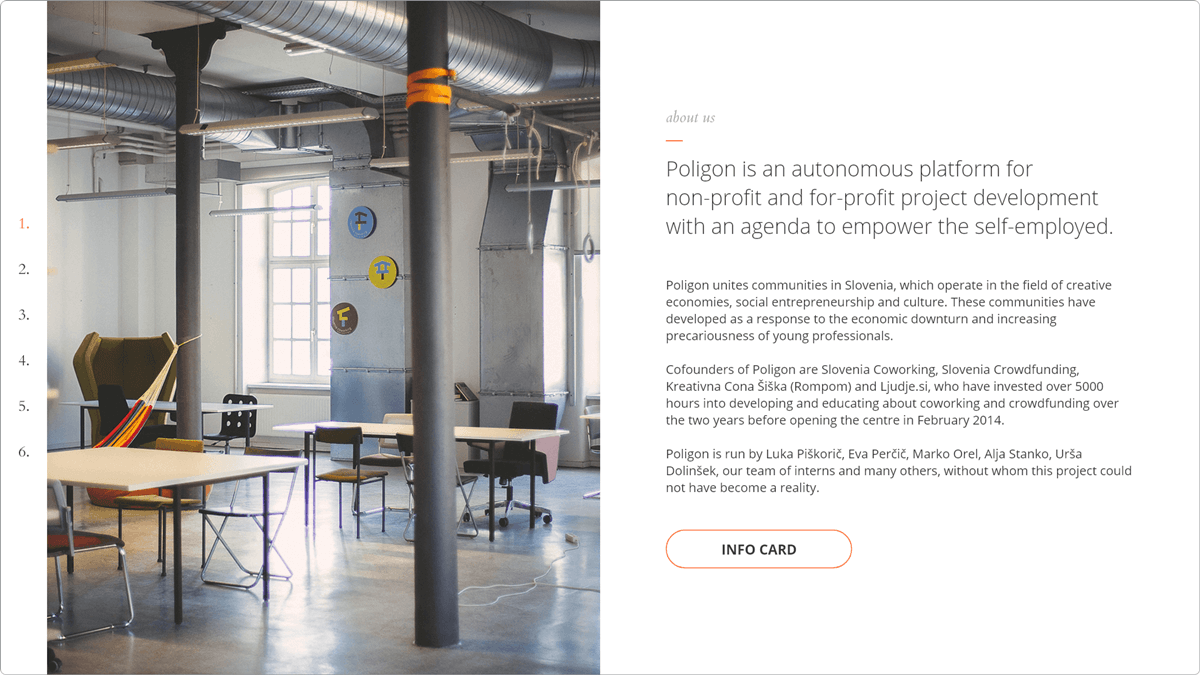 1.
2.
3.
4.
5.
6.
about us
Poligon is an autonomous platform for
non-profit and for-profit project development
with an agenda to empower the self-employed.
Poligon unites communities in Slovenia, which operate in the field of creative
economies, social entrepreneurship and culture. These communities have
developed as a response to the economic downturn and increasing
precariousness of young professionals.
Cofounders of Poligon are Slovenia Coworking, Slovenia Crowdfunding,
Kreativna Cona Šiška (Rompom) and Ljudje.si, who have invested over 5000
hours into developing and educating about coworking and crowdfunding over
the two years before opening the centre in February 2014.
Poligon is run by Luka Piškorič, Eva Perčič, Marko Orel, Alja Stanko, Urša
Dolinšek, our team of interns and many others, without whom this project could
not have become a reality.
INFO CARD